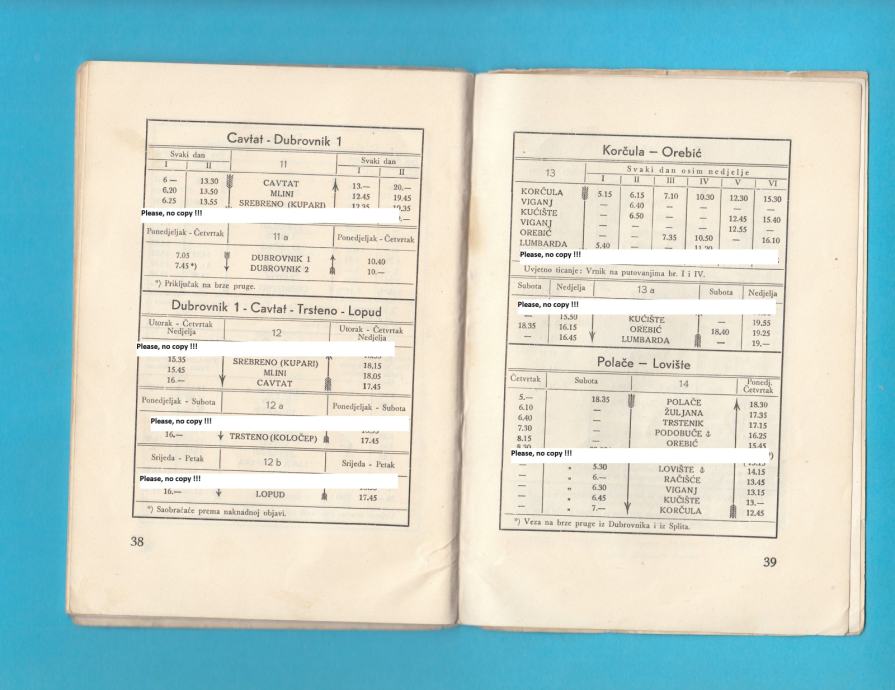 Cavtat - Dubrovnik 1
Svaki dan 11 Svaki dan
I II I II
6 — 13.30 CAVTAT 13.— 20.—
6.20 13.50 MLINI 12.45 19.45
6.25 13.55 SREBRENO (KUPARI) 12.35 19.35
Please, no copy !!!
Ponedjeljak - Četvrtak 11 a Ponedjeljak - Četvrtak
7.05 DUBROVNIK 1 10.40
7.45 *) DUBROVNIK 2 10.—
*) Priključak na brze pruge.
Dubrovnik 1 - Cavtat - Trsteno - Lopud
Utorak - Četvrtak 12 Utorak - Četvrtak
Nedjelja Nedjelja
Please, no copy !!!
15.35 SREBRENO (KUPARI) 18.15
15.45 MLINI 18.05
16.— CAVTAT 17.45
Ponedjeljak - Subota 12 a Ponedjeljak - Subota
Please, no copy !!!
16.— TRSTENO (KOLOČEP) 17.45
Srijeda - Petak 12 b Srijeda - Petak
Please, no copy !!!
16.— LOPUD 17.45
*) Saobraćaće prema naknadnoj objavi.
38
Korčula — Orebić
13 Svaki dan osim nedjelje
I II III IV V VI
KORČULA 5.15 6.15 7.10 10.30 12.30 15.30
VIGANJ — 6.40 — — — —
KUĆIŠTE — 6.50 — — 12.45 15.40
VIGANJ — — — — 12.55 —
OREBIĆ — — 7.35 10.50 — 16.10
LUMBARDA 5.40 — — 11.20 —
Please, no copy !!!
Uvjetno ticanje: Vrnik na putovanjima br. I i IV.
Subota Nedjelja 13 a Subota Nedjelja
Please, no copy !!!
— 15.50 KUĆIŠTE — 19.55
18.35 16.15 OREBIĆ 18.40 19.25
— 16.45 LUMBARDA — 19.—
Polače — Lovište
Četvrtak Subota 14 Ponedj.
Četvrtak
5.— 18.35 POLAČE 18.30
6.10 — ŽULJANA 17.35
6.40 — TRSTENIK 17.15
7.30 — PODOBUČE ⚓ 16.25
8.15 — OREBIĆ 15.45
8.30
Please, no copy !!! *)
— „ 5.30 LOVIŠTE ⚓ 14.15
— „ 6.— RAČIŠĆE 13.45
— „ 6.30 VIGANJ 13.15
— „ 6.45 KUĆIŠTE 13.—
— „ 7.— KORČULA 12.45
*) Veza na brze pruge iz Dubrovnika i iz Splita.
39